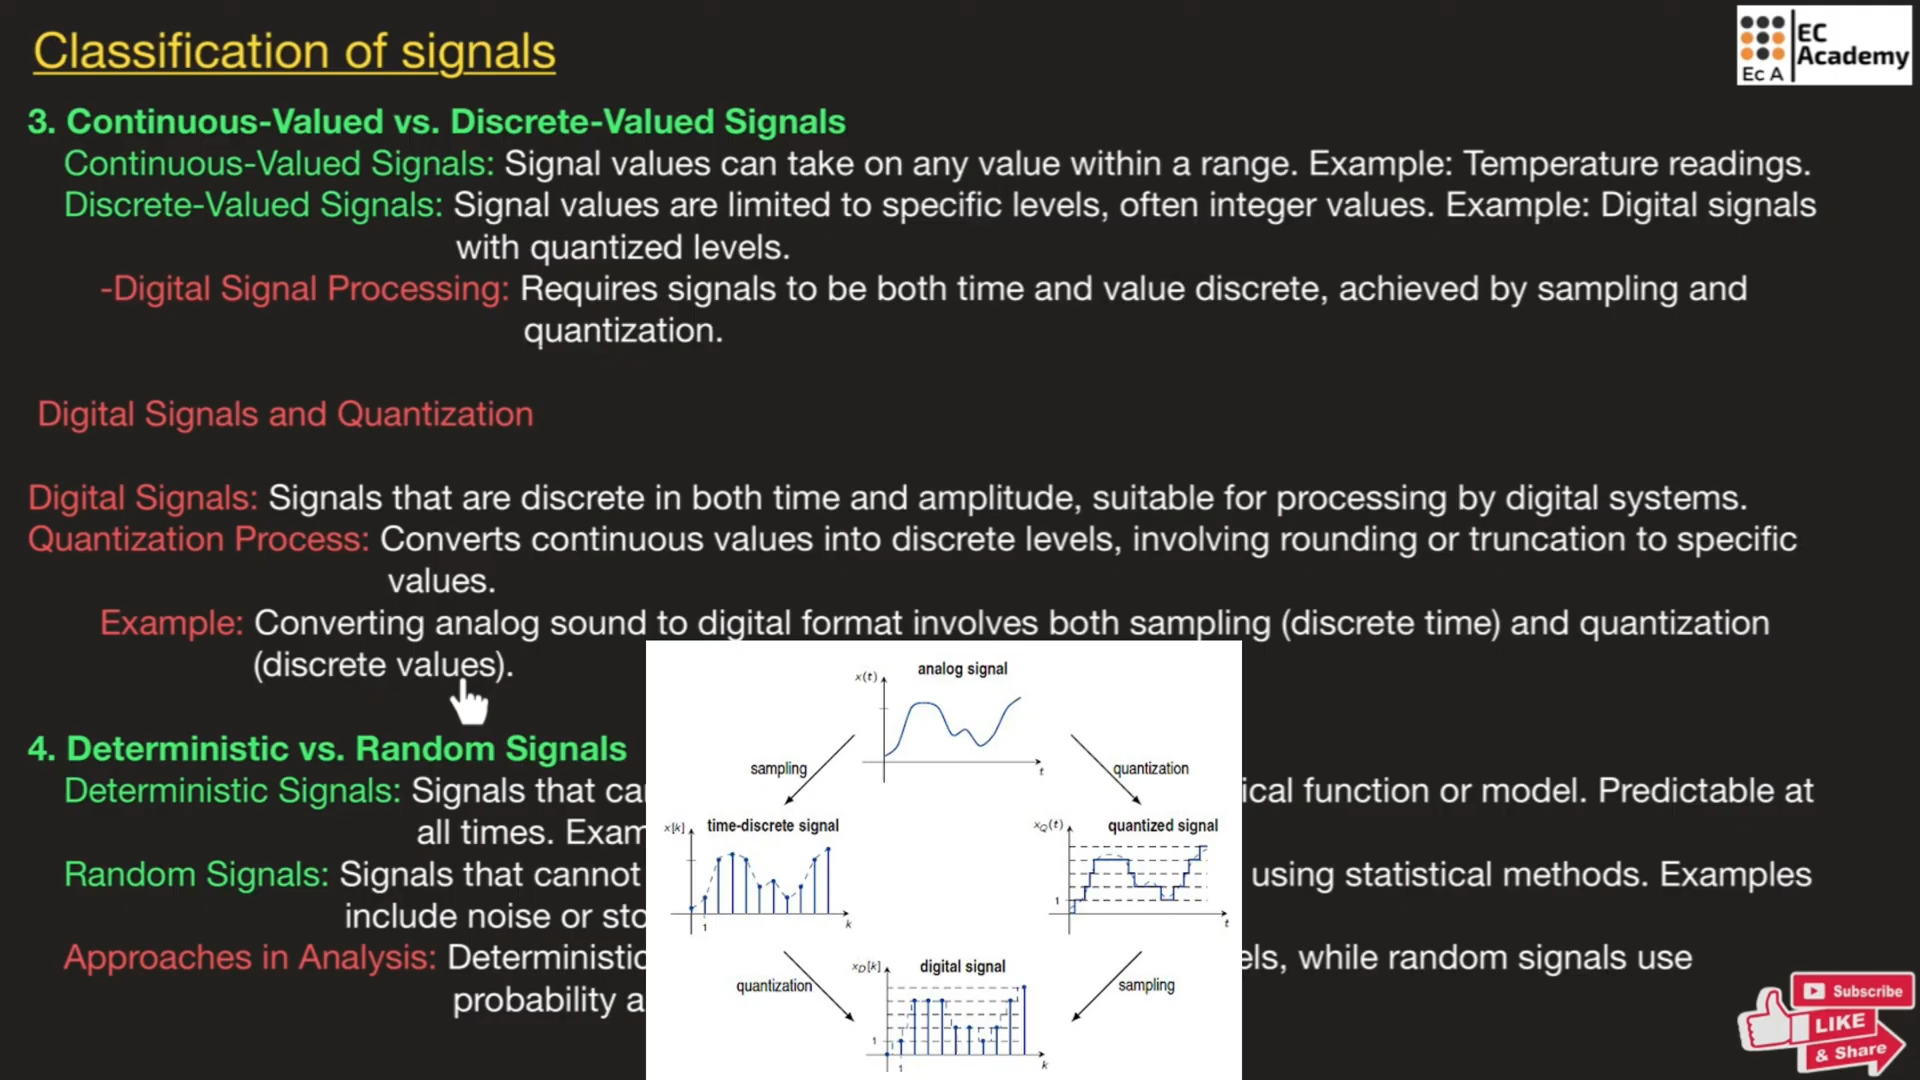 Classification of signals
EC
Academy
Ec A
3. Continuous-Valued vs. Discrete-Valued Signals
Continuous-Valued Signals: Signal values can take on any value within a range. Example: Temperature readings.
Discrete-Valued Signals: Signal values are limited to specific levels, often integer values. Example: Digital signals
with quantized levels.
-Digital Signal Processing: Requires signals to be both time and value discrete, achieved by sampling and
quantization.
Digital Signals and Quantization
Digital Signals: Signals that are discrete in both time and amplitude, suitable for processing by digital systems.
Quantization Process: Converts continuous values into discrete levels, involving rounding or truncation to specific
values.
Example: Converting analog sound to digital format involves both sampling (discrete time) and quantization
(discrete values).
4. Deterministic vs. Random Signals
Deterministic Signals: Signals that ical function or model. Predictable at
all times.
Random Signals: Signals that cannot using statistical methods. Examples
include noise or
Approaches in Analysis: els, while random signals use
probability
analog signal
x(t)
t
sampling
quantization
x[k]
time-discrete signal
1
k
xQ(t)
quantized signal
1
t
quantization
sampling
xD[k]
digital signal
1
1
k
Subscribe
LIKE
& Share